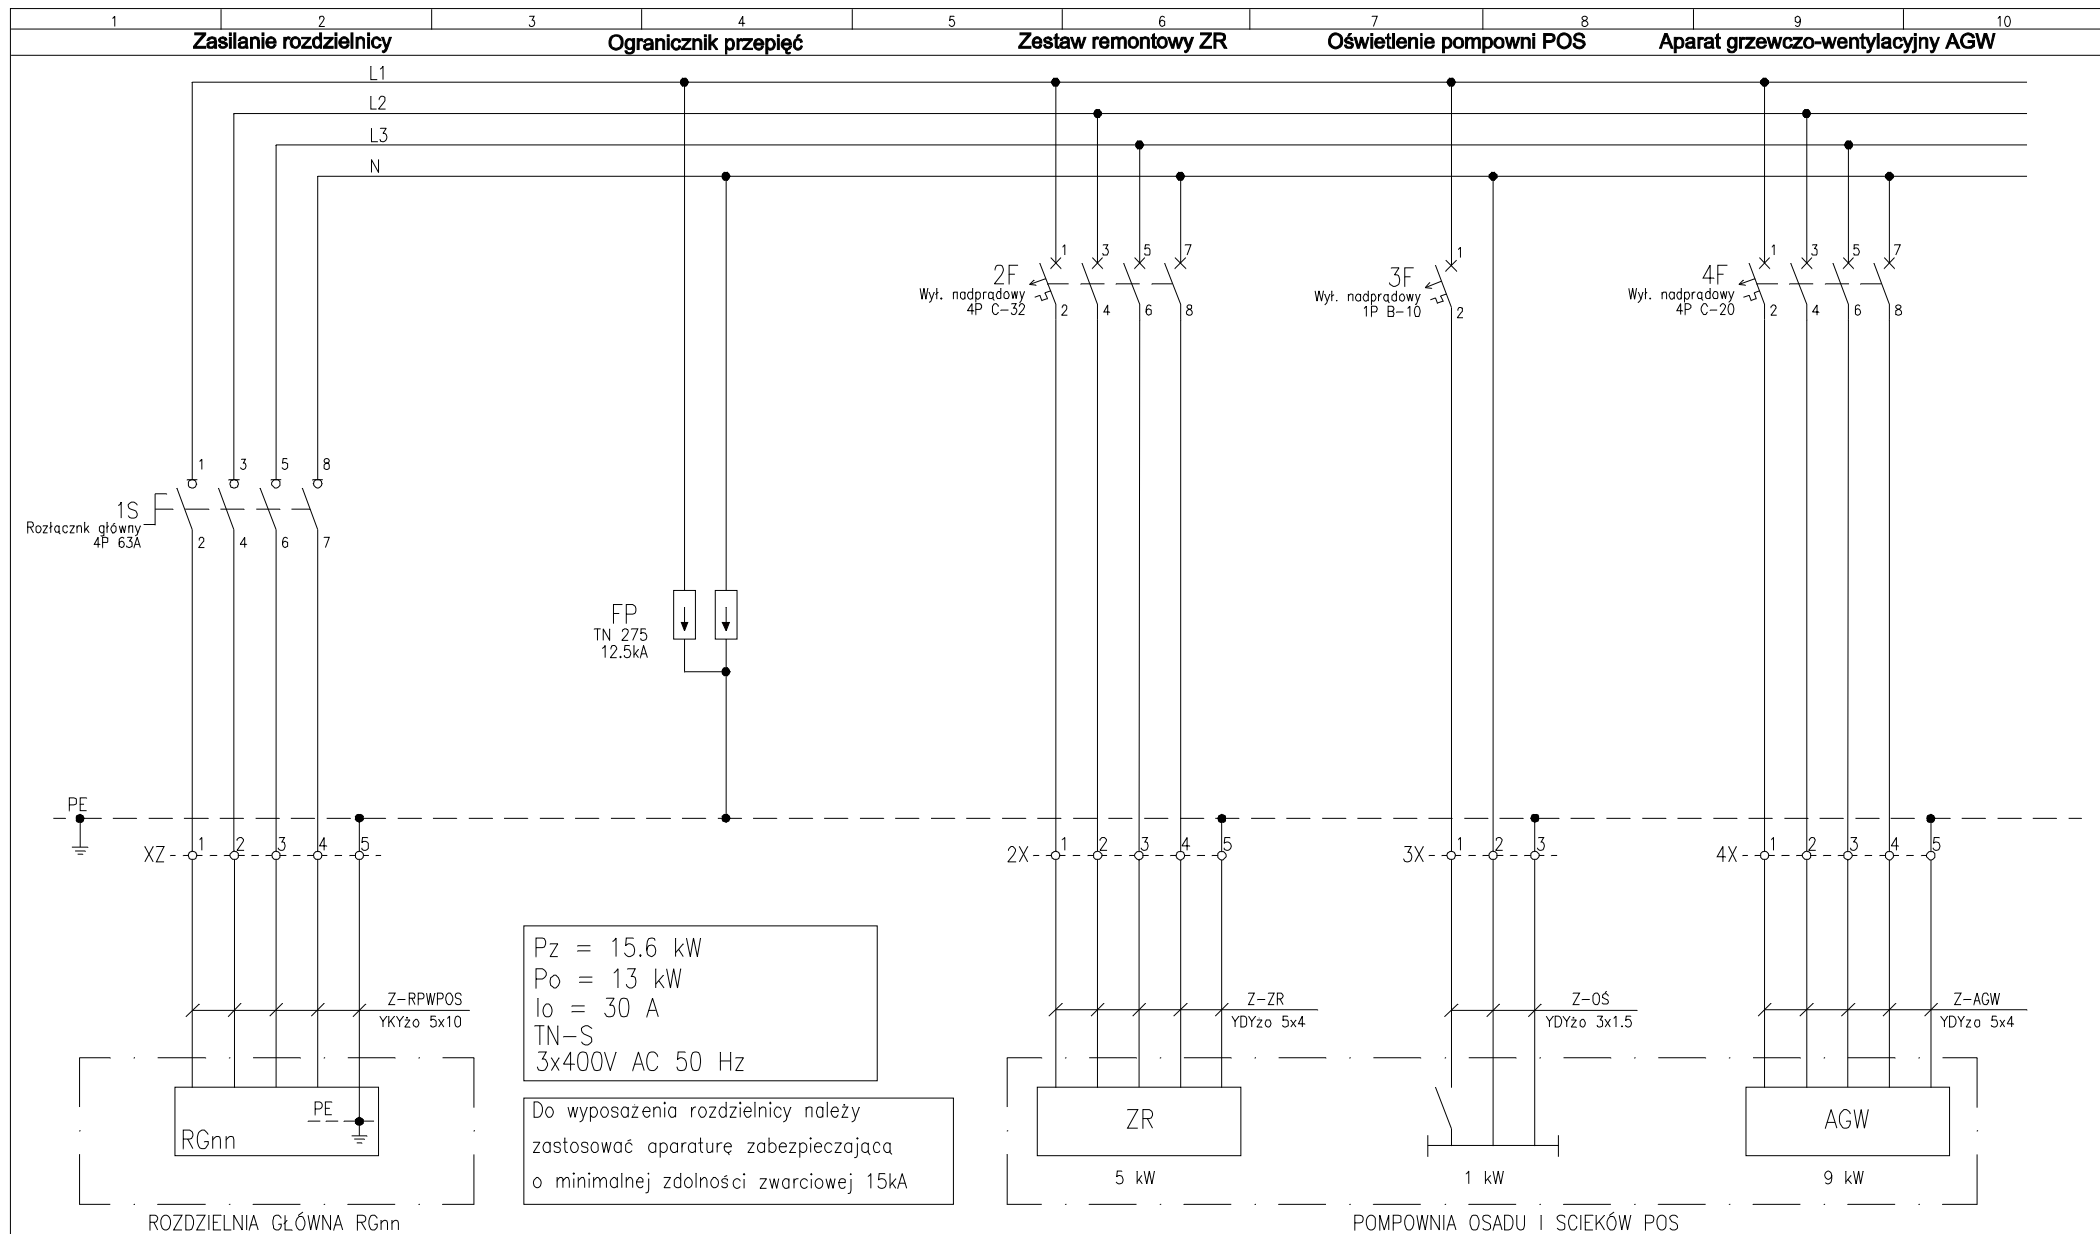 1 2 3 4 5 6 7 8 9 10
Zasilanie rozdzielnicy
Ogranicznik przepięć
Zestaw remontowy ZR
Oświetlenie pompowni POS
Aparat grzewczo-wentylacyjny AGW
L1
L2
L3
N
1 3 5 7
2F
Wył. nadprądowy
4P C-32
2 4 6 8
1
3F
Wył. nadprądowy
1P B-10
2
1 3 5 7
4F
Wył. nadprądowy
4P C-20
2 4 6 8
1 3 5 8
1S
Rozłącznk główny
4P 63A
2 4 6 7
FP
TN 275
12.5kA
PE
XZ 1 2 3 4 5
2X 1 2 3 4 5
3X 1 2 3
4X 1 2 3 4 5
Pz = 15.6 kW
Po = 13 kW
Io = 30 A
TN-S
3x400V AC 50 Hz
Z-RPWPOS
YKYżo 5x10
Z-ZR
YDYżo 5x4
Z-OŚ
YDYżo 3x1.5
Z-AGW
YDYzo 5x4
Do wyposażenia rozdzielnicy należy
zastosować aparaturę zabezpieczającą
o minimalnej zdolności zwarciowej 15kA
PE
RGnn
ZR
AGW
5 kW
1 kW
9 kW
ROZDZIELNIA GŁÓWNA RGnn
POMPOWNIA OSADU I SCIEKÓW POS